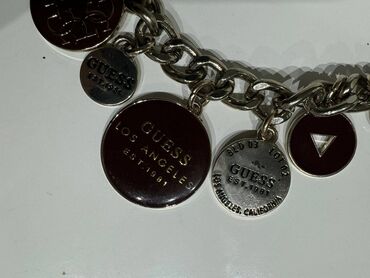 GUESS
GUESS
LOS ANGELES
EST. 1981
GUESS
EST. 1981
LOS ANGELES, CALIFORNIA